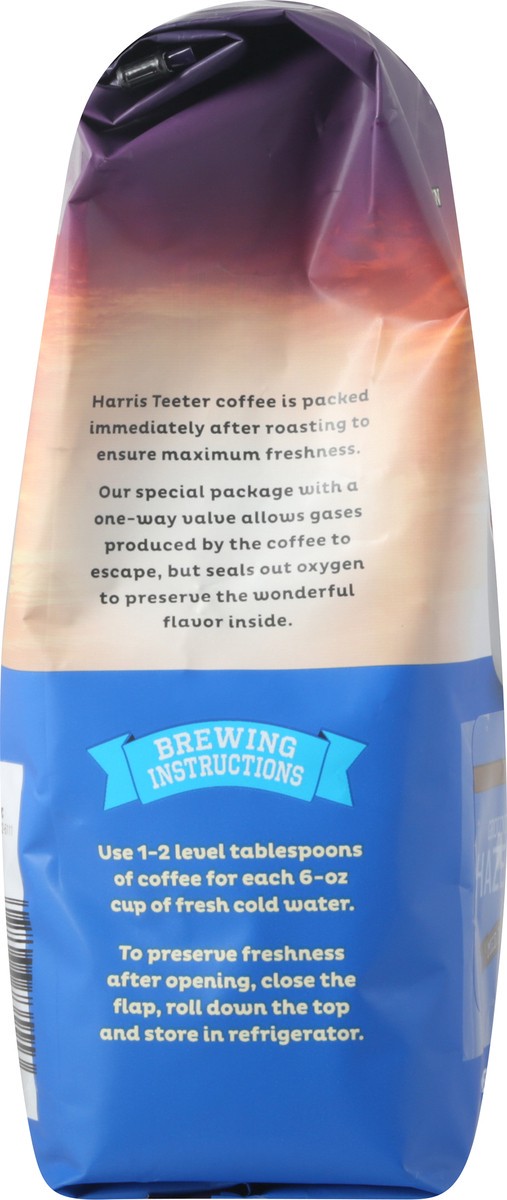 Harris Teeter coffee is packed
immediately after roasting to
ensure maximum freshness.
Our special package with a
one-way value allows gases
produced by the coffee to
escape, but seals out oxygen
to preserve the wonderful
flavor inside.
BREWING
INSTRUCTIONS
Use 1-2 level tablespoons
of coffee for each 6-oz
cup of fresh cold water.
To preserve freshness
after opening, close the
flap, roll down the top
and store in refrigerator.